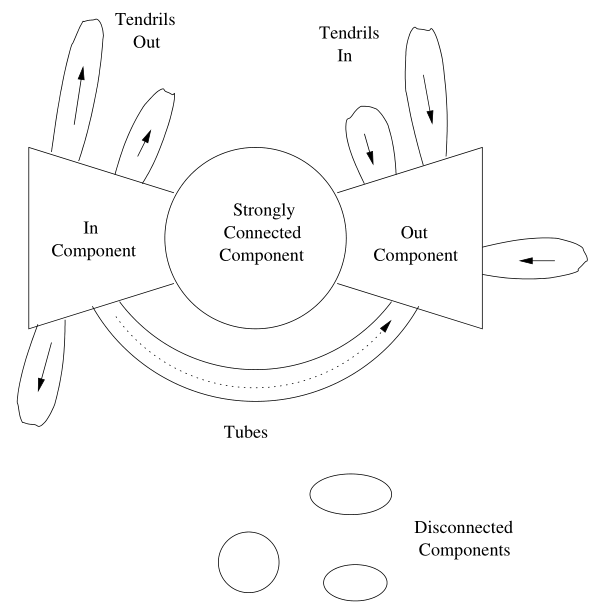 Tendrils
Out
Tendrils
In
In
Component
Strongly
Connected
Component
Out
Component
Tubes
Disconnected
Components